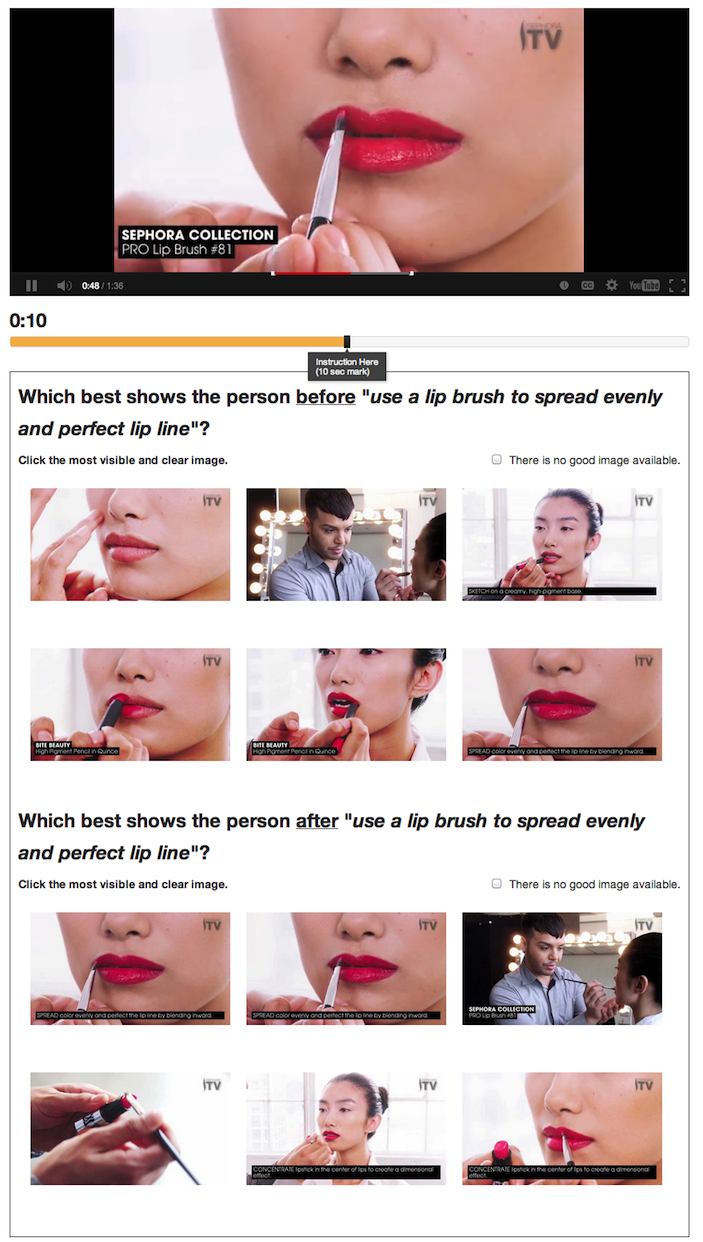 SEPHORA
TV
SEPHORA COLLECTION
PRO Lip Brush #81
0:48 / 1:36
CC
YouTube
0:10
Instruction Here
(10 sec mark)
Which best shows the person before "use a lip brush to spread evenly
and perfect lip line"?
Click the most visible and clear image.
There is no good image available.
TV
TV
TV
SKETCH on a creamy, high-pigment base.
TV
BITE BEAUTY
High Pigment Pencil in Quince
TV
BITE BEAUTY
High Pigment Pencil in Quince
TV
SPREAD color evenly and perfect the lip line by blending inward.
Which best shows the person after "use a lip brush to spread evenly
and perfect lip line"?
Click the most visible and clear image.
There is no good image available.
TV
SPREAD color evenly and perfect the lip line by blending inward.
TV
SPREAD color evenly and perfect the lip line by blending inward.
TV
SEPHORA COLLECTION
PRO Lip Brush #81
TV
TV
CONCENTRATE lipstick in the center of lips to create a dimensional
effect.
TV
CONCENTRATE lipstick in the center of lips to create a dimensional
effect.